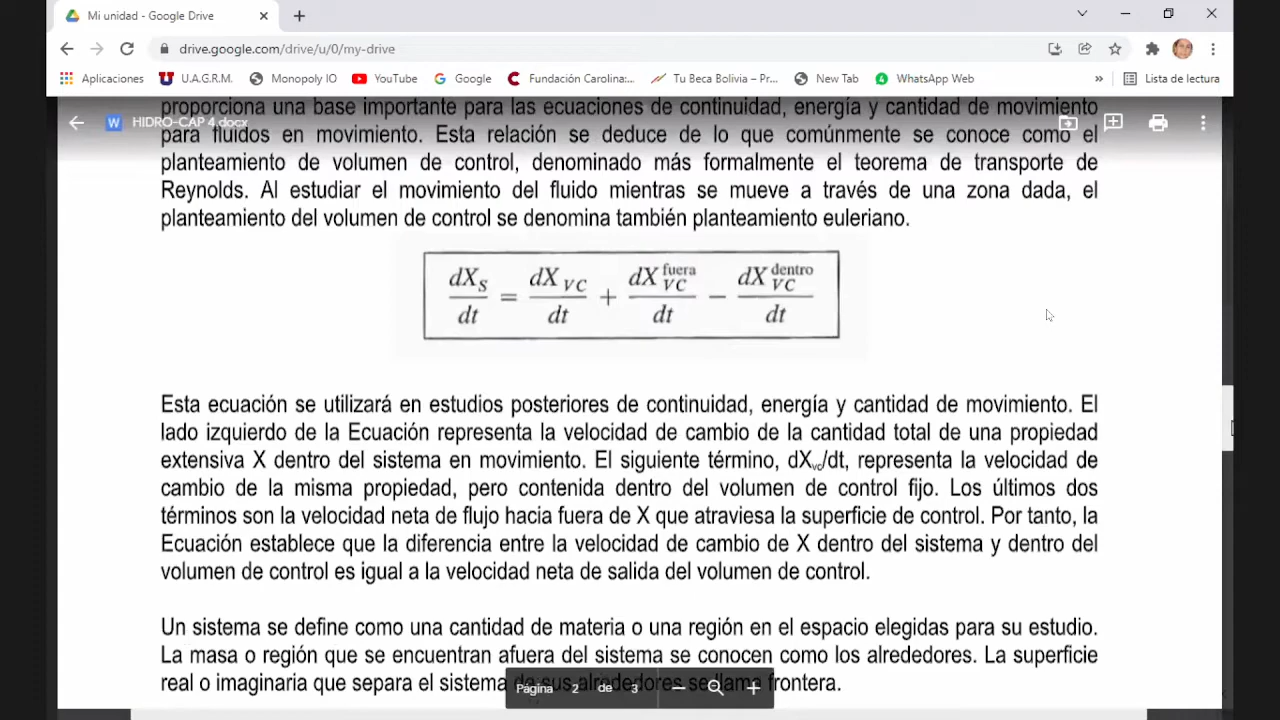 Mi unidad - Google Drive
drive.google.com/drive/u/0/my-drive
Aplicaciones U.A.G.R.M. Monopoly IO YouTube Google Fundación Carolina:... Tu Beca Bolivia – Pr... New Tab WhatsApp Web » Lista de lectura
proporciona una base importante para las ecuaciones de continuidad, energía y cantidad de movimiento
HIDRO-CAP 4.docx
para fluidos en movimiento. Esta relación se deduce de lo que comúnmente se conoce como el
planteamiento de volumen de control, denominado más formalmente el teorema de transporte de
Reynolds. Al estudiar el movimiento del fluido mientras se mueve a través de una zona dada, el
planteamiento del volumen de control se denomina también planteamiento euleriano.
dX_S/dt = dX_VC/dt + dX_VC^fuera/dt − dX_VC^dentro/dt
Esta ecuación se utilizará en estudios posteriores de continuidad, energía y cantidad de movimiento. El
lado izquierdo de la Ecuación representa la velocidad de cambio de la cantidad total de una propiedad
extensiva X dentro del sistema en movimiento. El siguiente término, dXvc/dt, representa la velocidad de
cambio de la misma propiedad, pero contenida dentro del volumen de control fijo. Los últimos dos
términos son la velocidad neta de flujo hacia fuera de X que atraviesa la superficie de control. Por tanto, la
Ecuación establece que la diferencia entre la velocidad de cambio de X dentro del sistema y dentro del
volumen de control es igual a la velocidad neta de salida del volumen de control.
Un sistema se define como una cantidad de materia o una región en el espacio elegidas para su estudio.
La masa o región que se encuentran afuera del sistema se conocen como los alrededores. La superficie
real o imaginaria que separa el sistema de sus alrededores se llama frontera.
Página 2 de 3